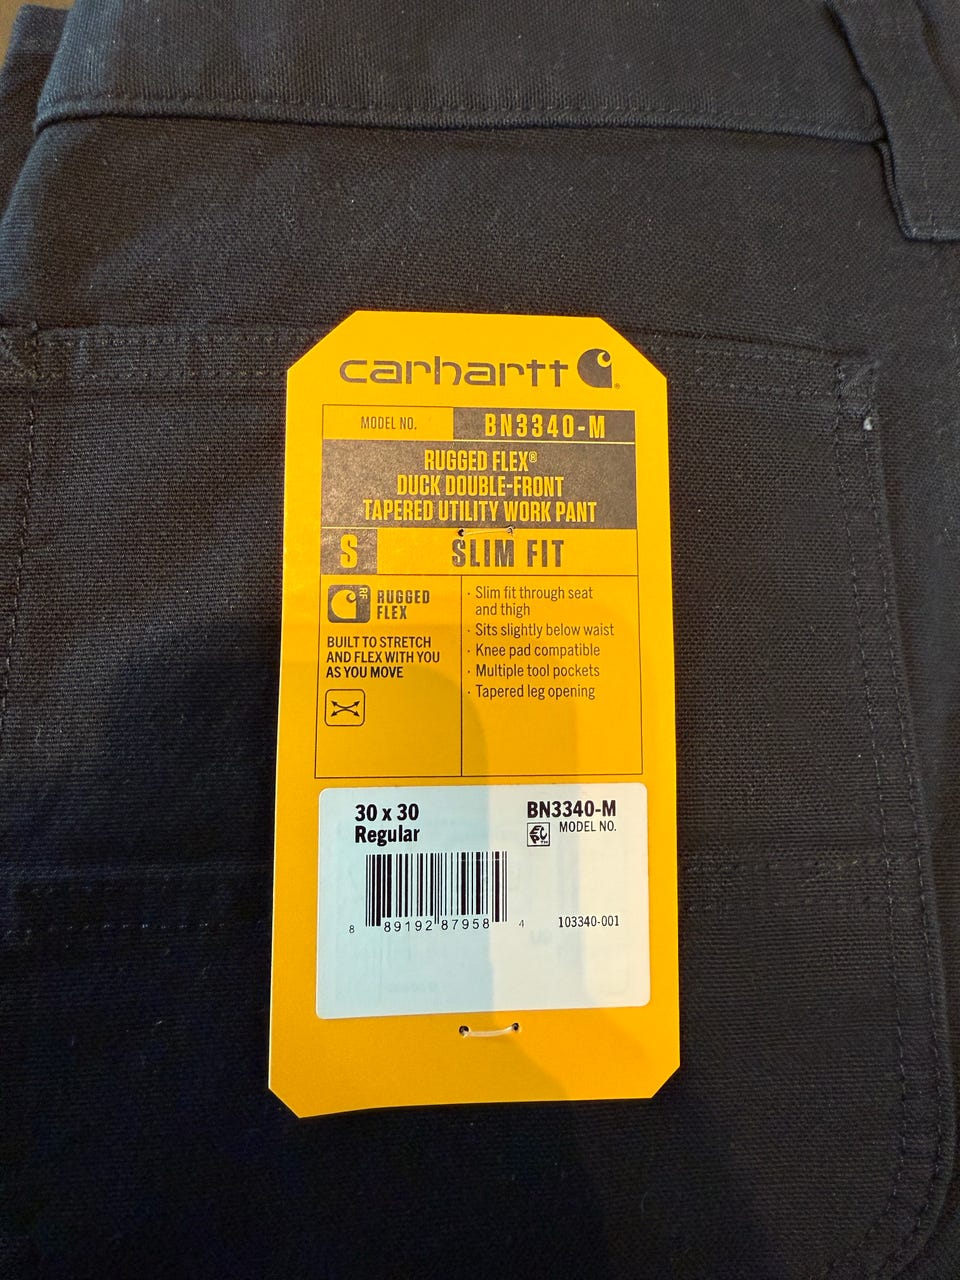 carhartt
MODEL NO. BN3340-M
RUGGED FLEX®
DUCK DOUBLE-FRONT
TAPERED UTILITY WORK PANT
S SLIM FIT
RF
RUGGED
FLEX
BUILT TO STRETCH
AND FLEX WITH YOU
AS YOU MOVE
· Slim fit through seat
and thigh
· Sits slightly below waist
· Knee pad compatible
· Multiple tool pockets
· Tapered leg opening
30 x 30
Regular
BN3340-M
MODEL NO.
8 89192 87958 4
103340-001